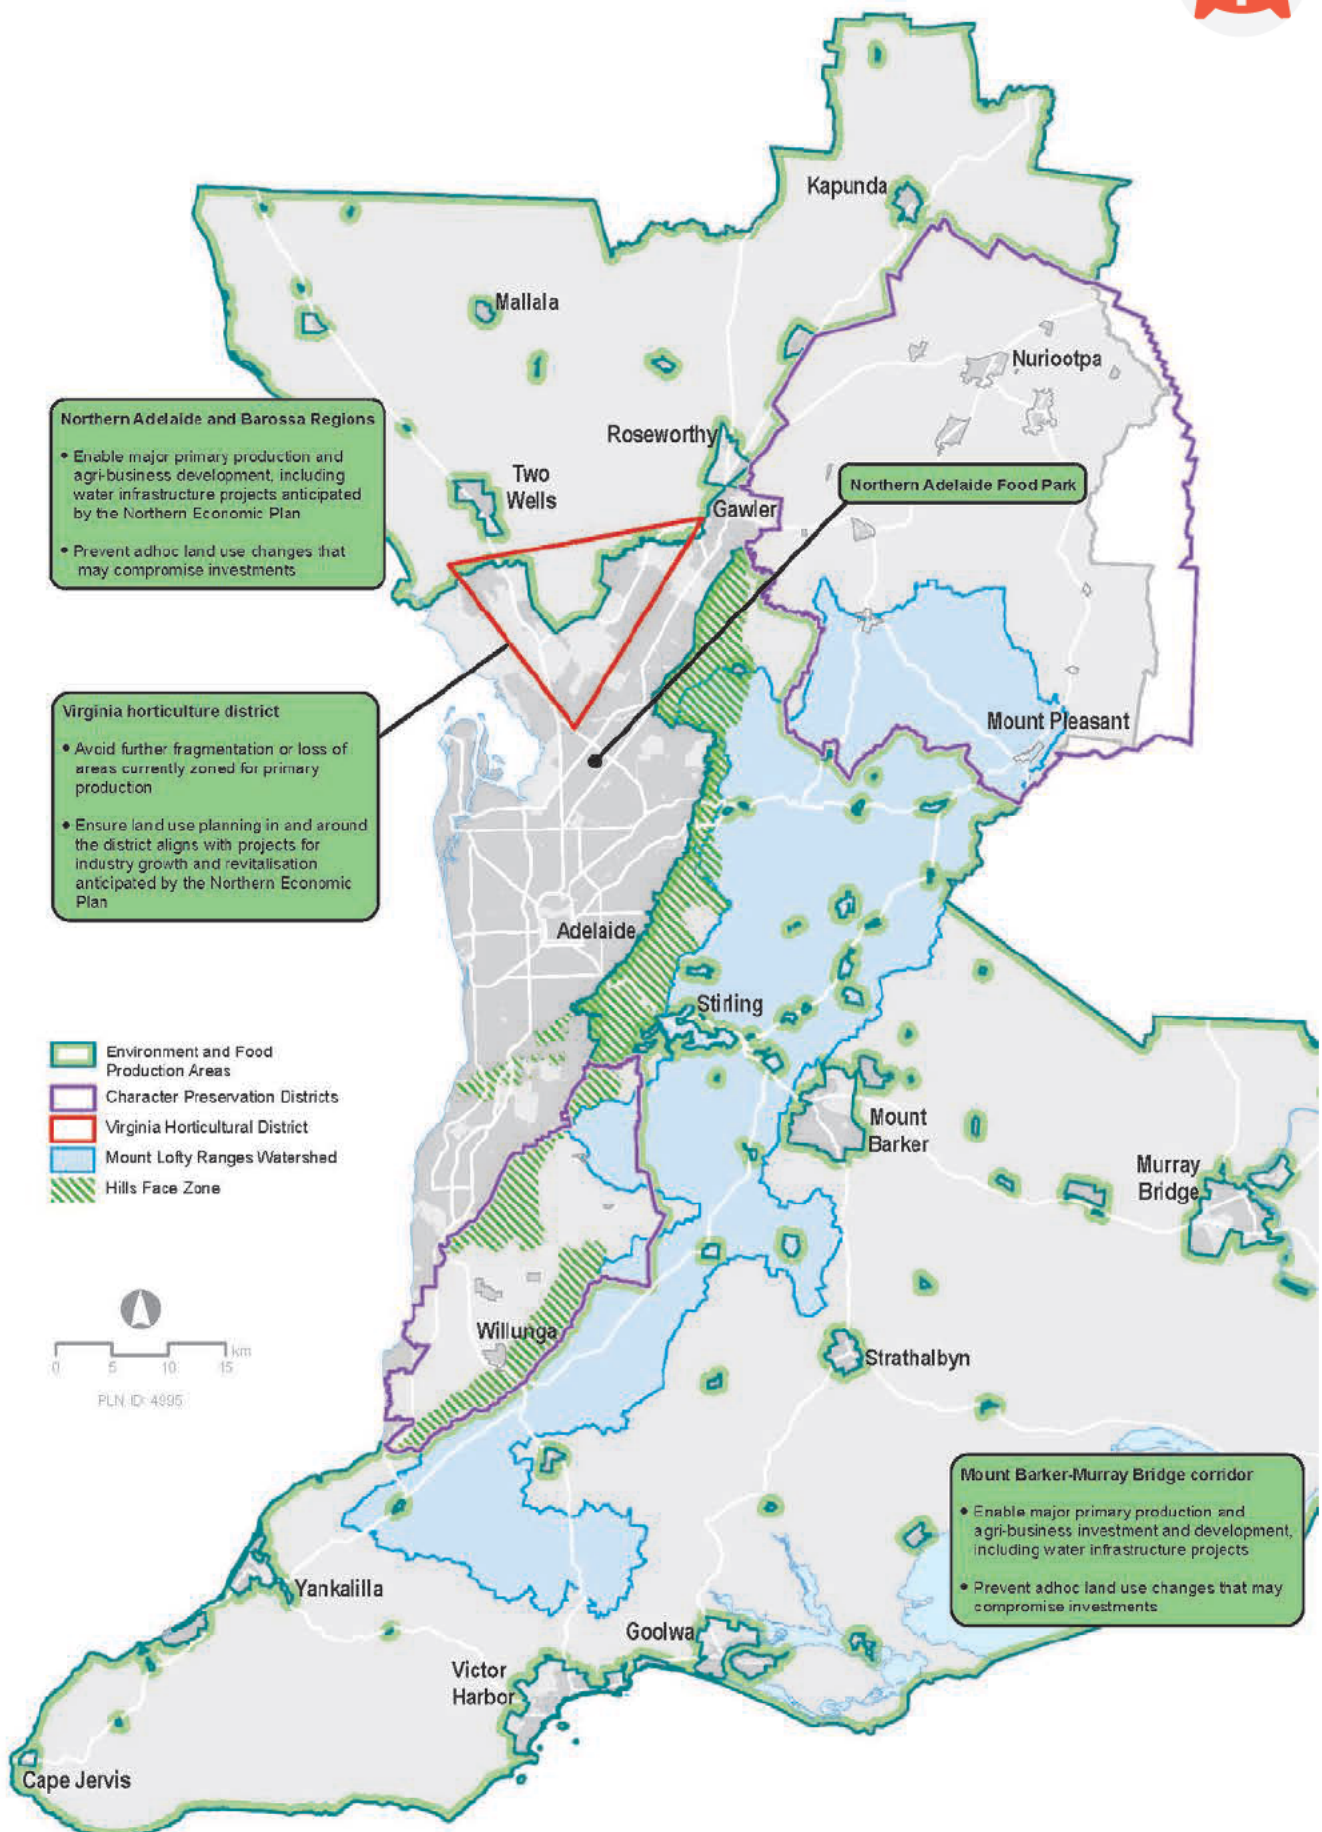 Kapunda
Mallala
Nuriootpa
Northern Adelaide and Barossa Regions
• Enable major primary production and
agri-business development, including
water infrastructure projects anticipated
by the Northern Economic Plan
• Prevent adhoc land use changes that
may compromise investments
Roseworthy
Two
Wells
Northern Adelaide Food Park
Gawler
Virginia horticulture district
• Avoid further fragmentation or loss of
areas currently zoned for primary
production
• Ensure land use planning in and around
the district aligns with projects for
industry growth and revitalisation
anticipated by the Northern Economic
Plan
Mount Pleasant
Adelaide
Stirling
Environment and Food
Production Areas
Character Preservation Districts
Virginia Horticultural District
Mount Lofty Ranges Watershed
Hills Face Zone
Mount
Barker
Murray
Bridge
Willunga
Strathalbyn
km
0 5 10 15
PLN ID: 4995
Mount Barker-Murray Bridge corridor
• Enable major primary production and
agri-business investment and development,
including water infrastructure projects
• Prevent adhoc land use changes that may
compromise investments
Yankalilla
Goolwa
Victor
Harbor
Cape Jervis